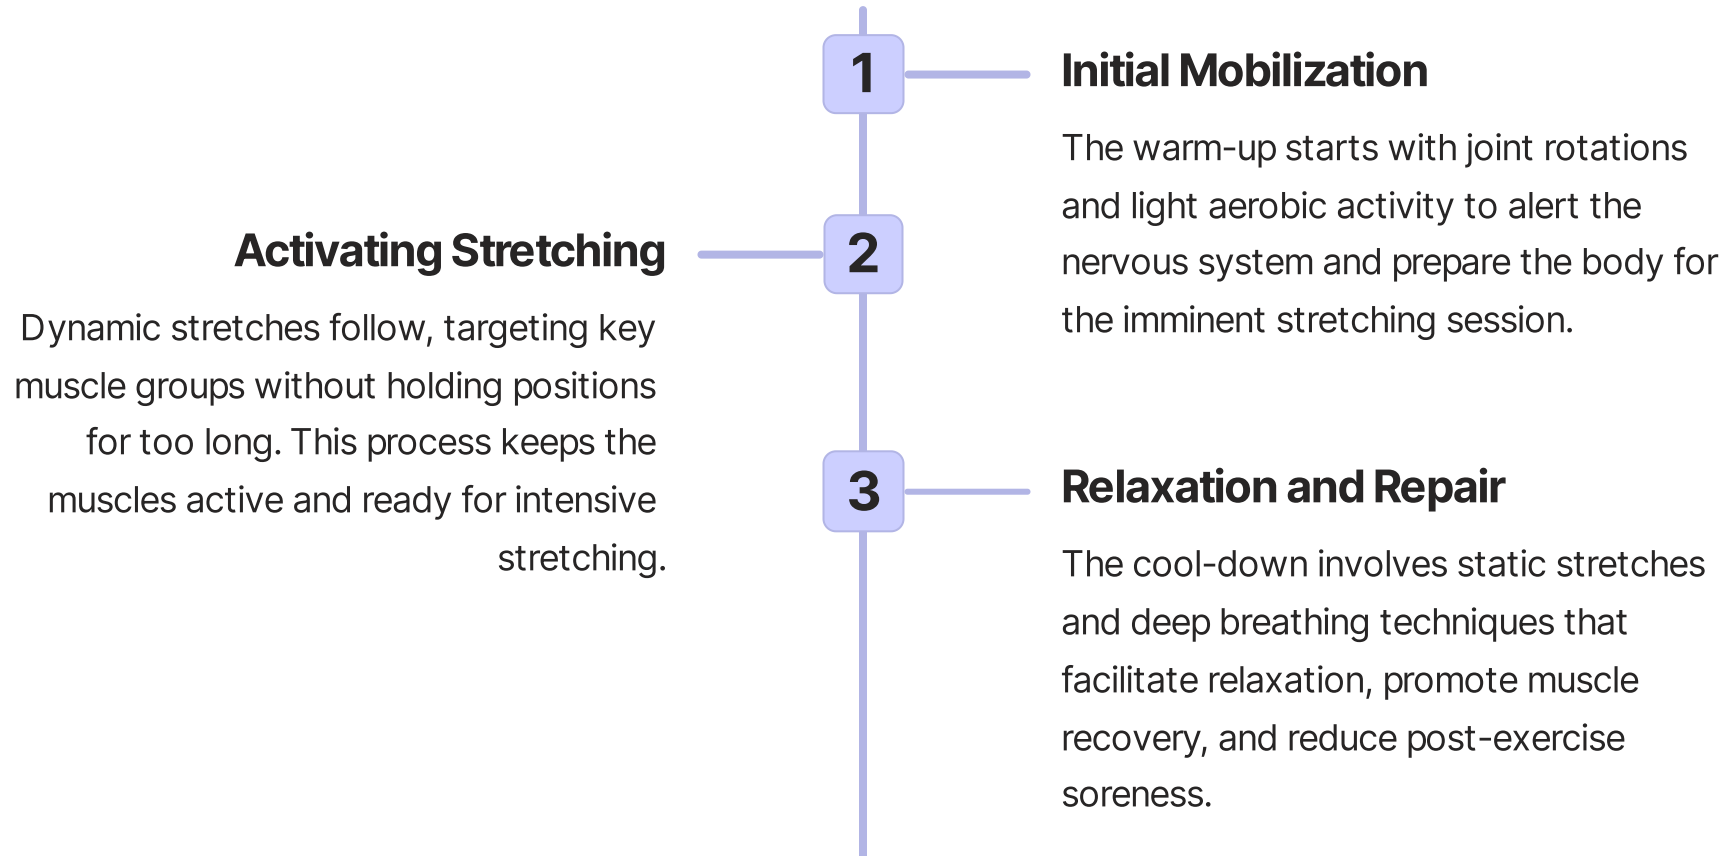 1
Initial Mobilization
The warm-up starts with joint rotations
and light aerobic activity to alert the
nervous system and prepare the body for
the imminent stretching session.
2
Activating Stretching
Dynamic stretches follow, targeting key
muscle groups without holding positions
for too long. This process keeps the
muscles active and ready for intensive
stretching.
3
Relaxation and Repair
The cool-down involves static stretches
and deep breathing techniques that
facilitate relaxation, promote muscle
recovery, and reduce post-exercise
soreness.